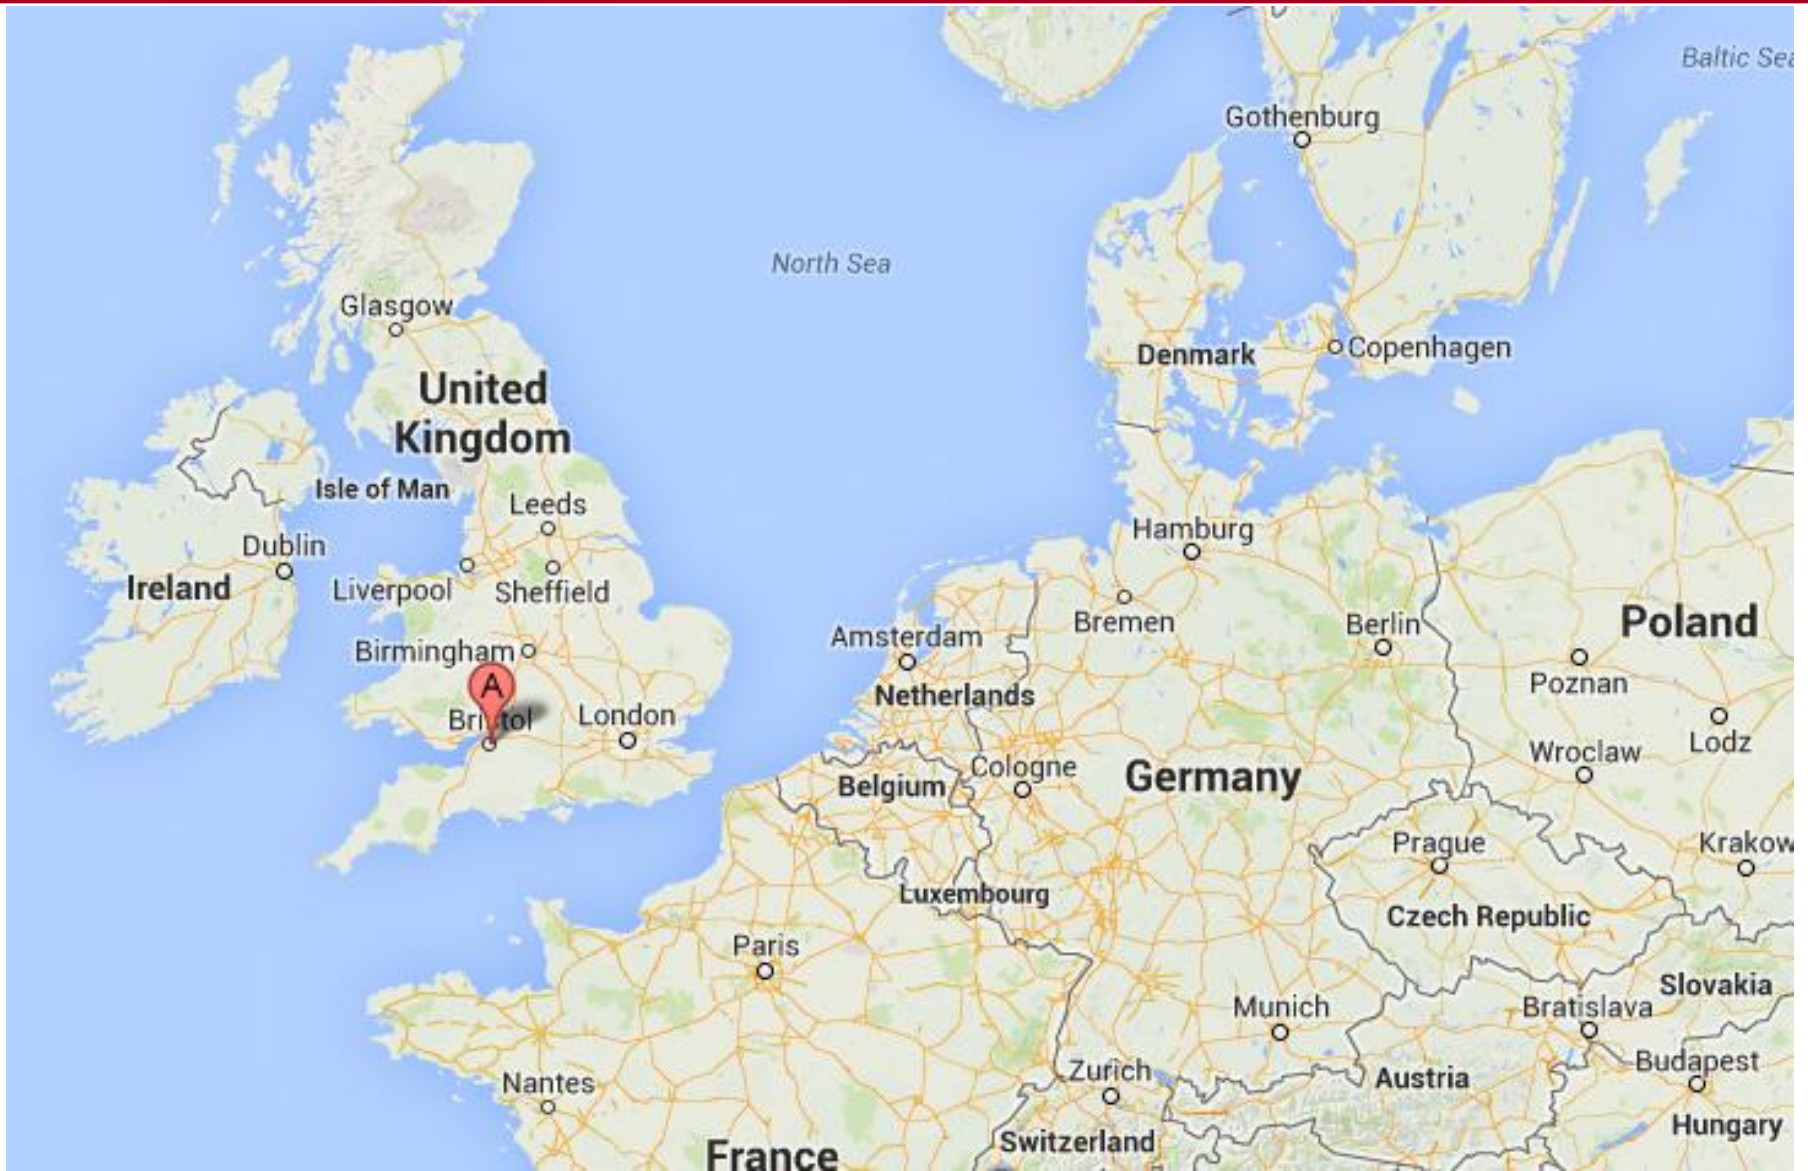 Baltic Sea
Gothenburg
North Sea
Glasgow
Denmark
Copenhagen
United
Kingdom
Isle of Man
Leeds
Hamburg
Dublin
Ireland
Liverpool
Sheffield
Bremen
Berlin
Poland
Amsterdam
Birmingham
A
Netherlands
Poznan
Bristol
London
Lodz
Wroclaw
Cologne
Belgium
Germany
Prague
Krakow
Luxembourg
Czech Republic
Paris
Slovakia
Munich
Bratislava
Zurich
Budapest
Nantes
Austria
Hungary
Switzerland
France